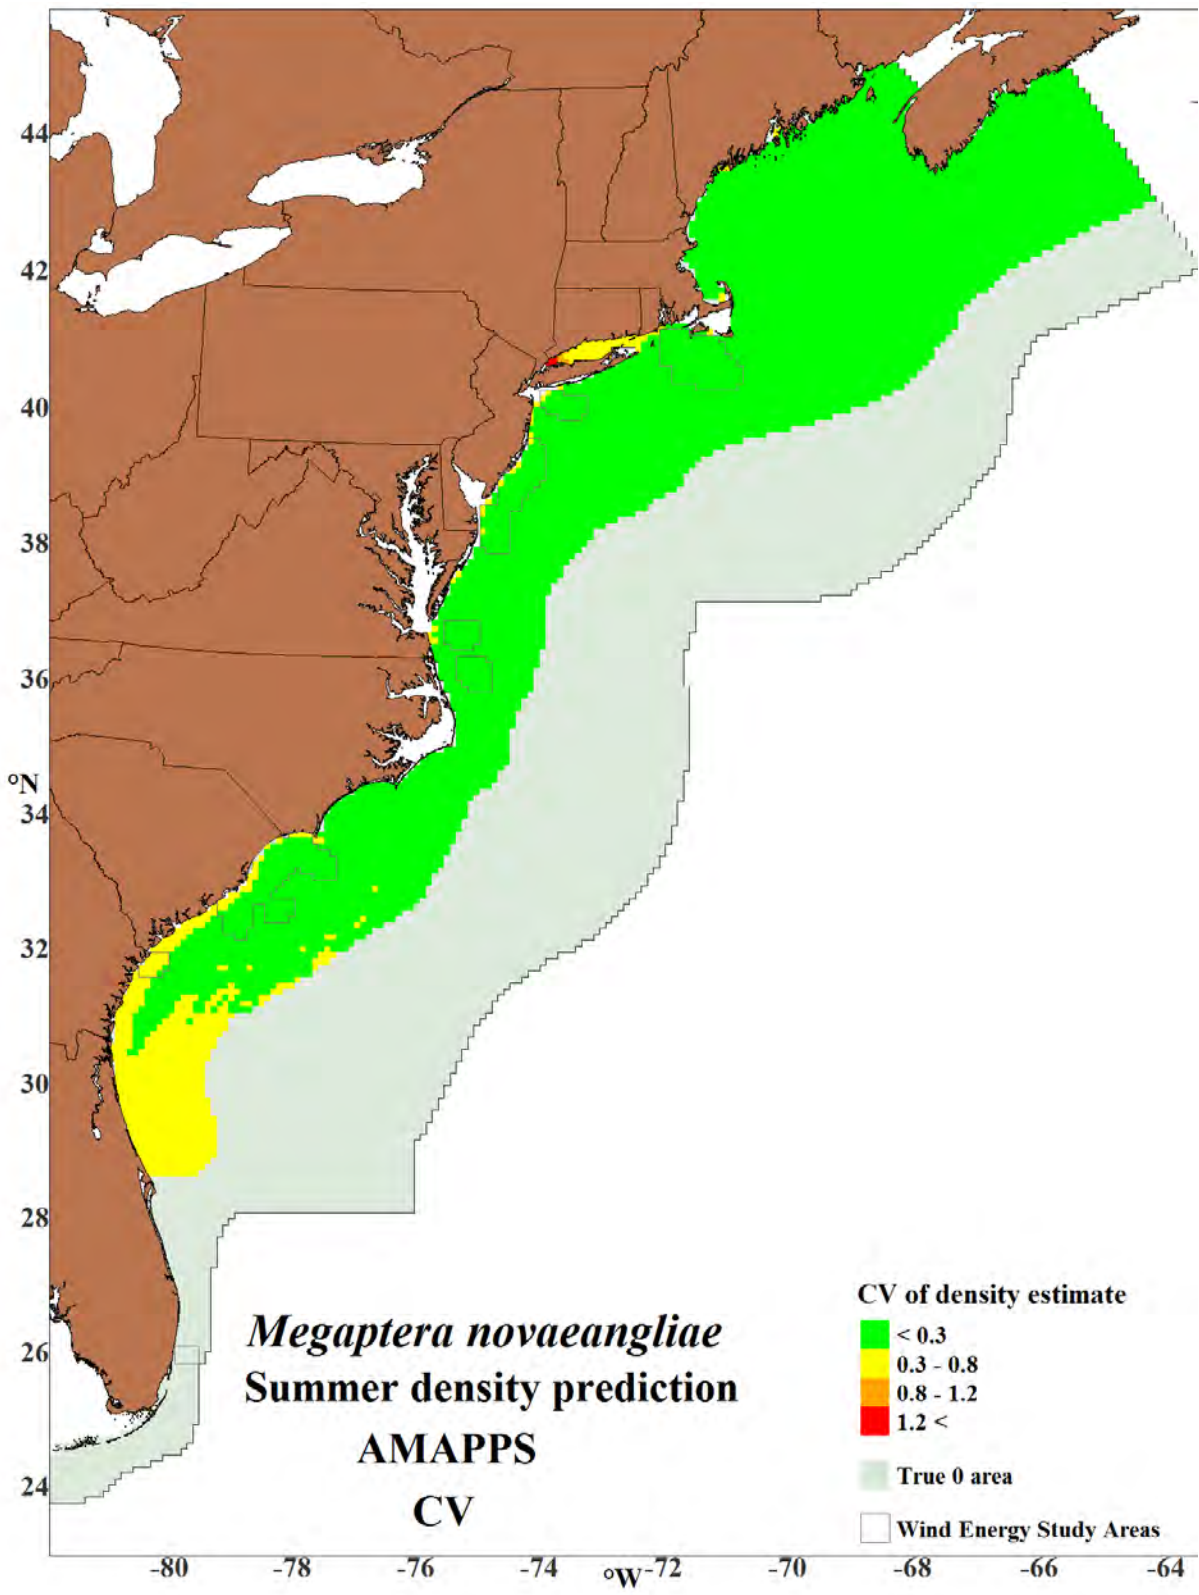 44
42
40
38
36
°N
34
32
30
28
26
24
Megaptera novaeangliae
Summer density prediction
AMAPPS
CV
CV of density estimate
< 0.3
0.3 - 0.8
0.8 - 1.2
1.2 <
True 0 area
Wind Energy Study Areas
-80 -78 -76 -74 °W -72 -70 -68 -66 -64